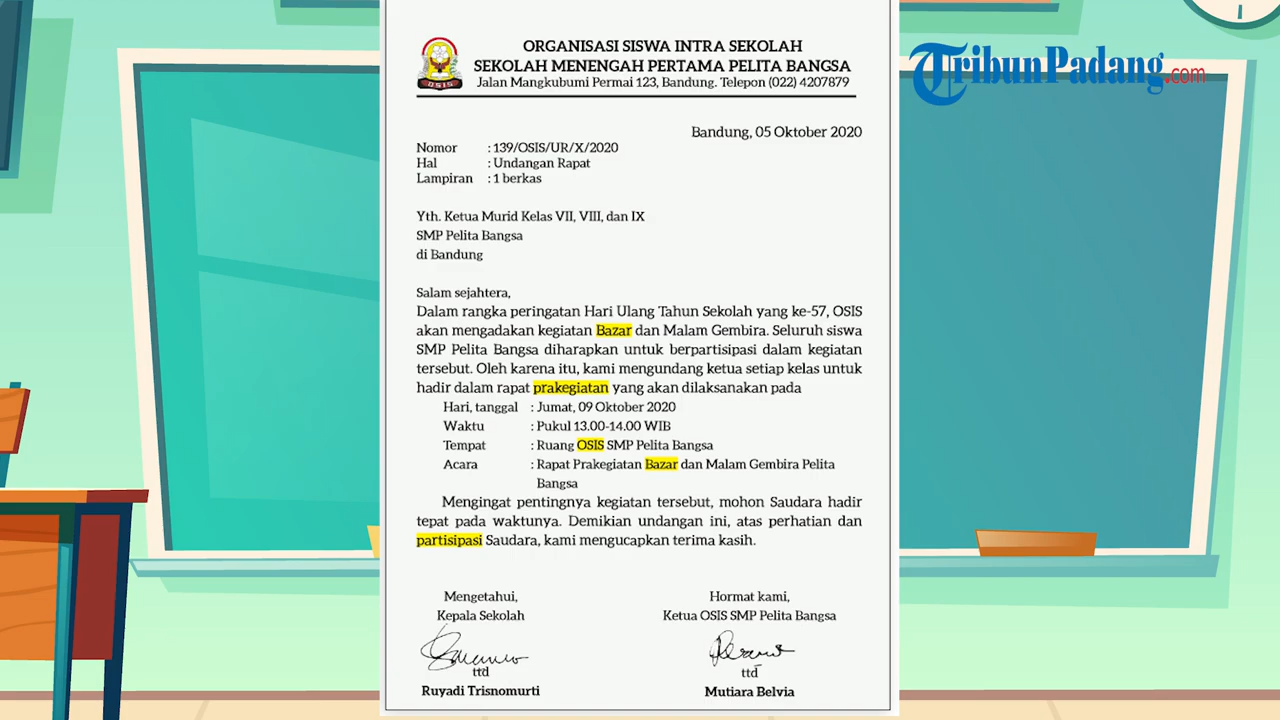 ORGANISASI SISWA INTRA SEKOLAH
SEKOLAH MENENGAH PERTAMA PELITA BANGSA
Jalan Mangkubumi Permai 123, Bandung. Telepon (022) 4207879
OSIS
TribunPadang.com
Bandung, 05 Oktober 2020
Nomor : 139/OSIS/UR/X/2020
Hal : Undangan Rapat
Lampiran : 1 berkas
Yth. Ketua Murid Kelas VII, VIII, dan IX
SMP Pelita Bangsa
di Bandung
Salam sejahtera,
Dalam rangka peringatan Hari Ulang Tahun Sekolah yang ke-57, OSIS
akan mengadakan kegiatan Bazar dan Malam Gembira. Seluruh siswa
SMP Pelita Bangsa diharapkan untuk berpartisipasi dalam kegiatan
tersebut. Oleh karena itu, kami mengundang ketua setiap kelas untuk
hadir dalam rapat prakegiatan yang akan dilaksanakan pada
Hari, tanggal : Jumat, 09 Oktober 2020
Waktu : Pukul 13.00-14.00 WIB
Tempat : Ruang OSIS SMP Pelita Bangsa
Acara : Rapat Prakegiatan Bazar dan Malam Gembira Pelita
Bangsa
Mengingat pentingnya kegiatan tersebut, mohon Saudara hadir
tepat pada waktunya. Demikian undangan ini, atas perhatian dan
partisipasi Saudara, kami mengucapkan terima kasih.
Mengetahui,
Kepala Sekolah
ttd
Ruyadi Trisnomurti
Hormat kami,
Ketua OSIS SMP Pelita Bangsa
ttd
Mutiara Belvia